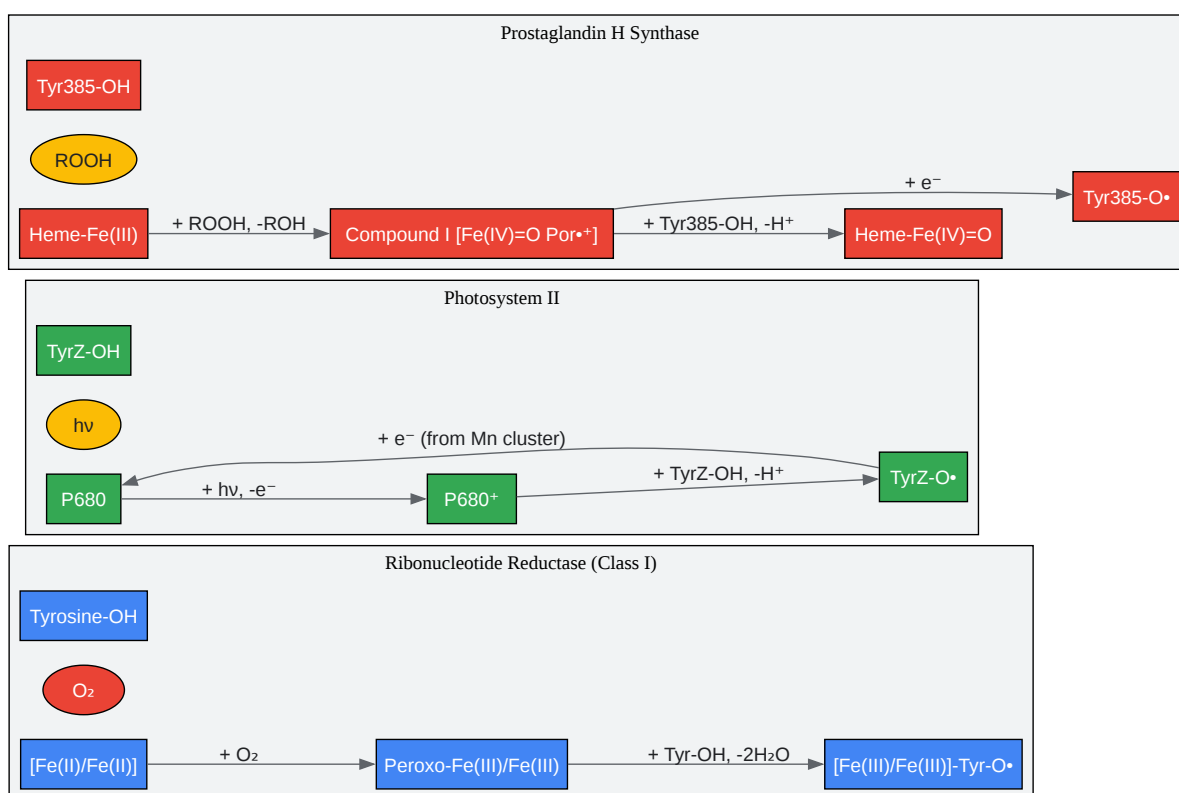 Prostaglandin H Synthase
Tyr385-OH
ROOH
+ e⁻
Tyr385-O•
Heme-Fe(III)
+ ROOH, -ROH
Compound I [Fe(IV)=O Por•⁺]
+ Tyr385-OH, -H⁺
Heme-Fe(IV)=O
Photosystem II
TyrZ-OH
hν
+ e⁻ (from Mn cluster)
P680
+ hν, -e⁻
P680⁺
+ TyrZ-OH, -H⁺
TyrZ-O•
Ribonucleotide Reductase (Class I)
Tyrosine-OH
O₂
[Fe(II)/Fe(II)]
+ O₂
Peroxo-Fe(III)/Fe(III)
+ Tyr-OH, -2H₂O
[Fe(III)/Fe(III)]-Tyr-O•